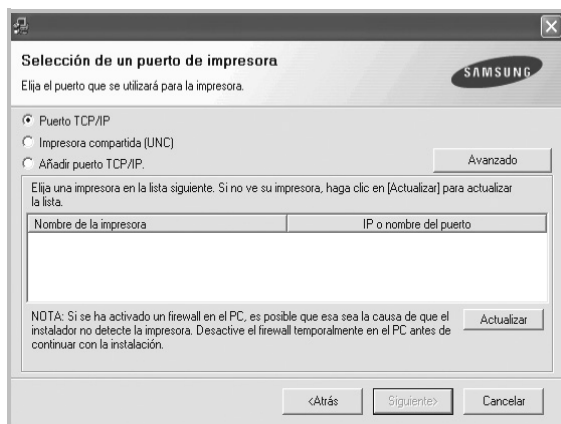 Selección de un puerto de impresora
Elija el puerto que se utilizará para la impresora.
SAMSUNG
Puerto TCP/IP
Impresora compartida (UNC)
Añadir puerto TCP/IP.
Avanzado
Elija una impresora en la lista siguiente. Si no ve su impresora, haga clic en [Actualizar] para actualizar
la lista.
Nombre de la impresora
IP o nombre del puerto
NOTA: Si se ha activado un firewall en el PC, es posible que esa sea la causa de que el
instalador no detecte la impresora. Desactive el firewall temporalmente en el PC antes de
continuar con la instalación.
Actualizar
<Atrás
Siguiente>
Cancelar